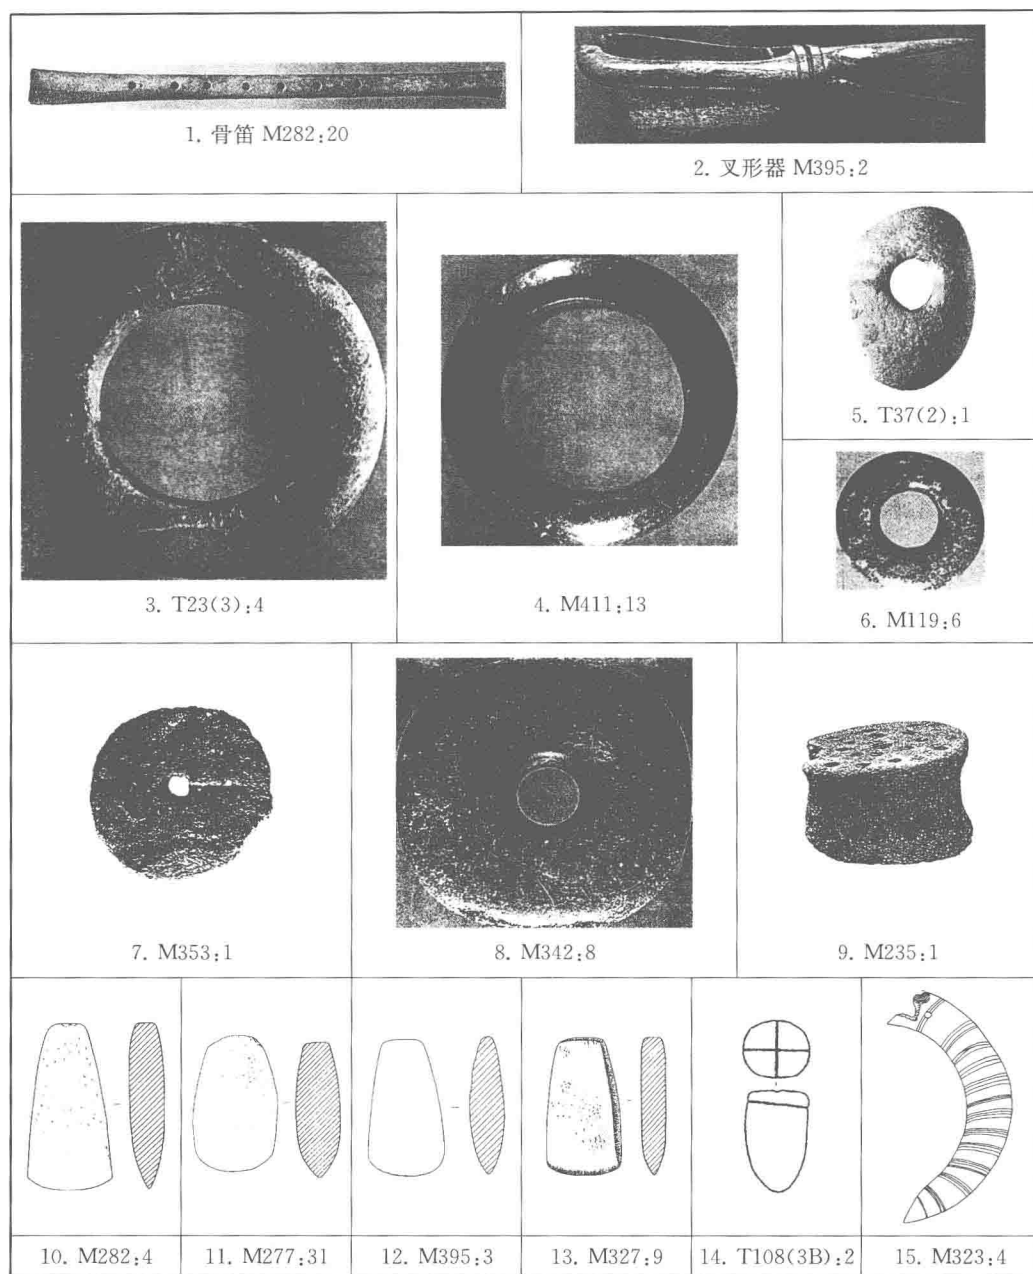 1. 骨笛 M282:20
2. 叉形器 M395:2
3. T23(3):4
4. M411:13
5. T37(2):1
6. M119:6
7. M353:1
8. M342:8
9. M235:1
10. M282:4
11. M277:31
12. M395:3
13. M327:9
14. T108(3B):2
15. M323:4